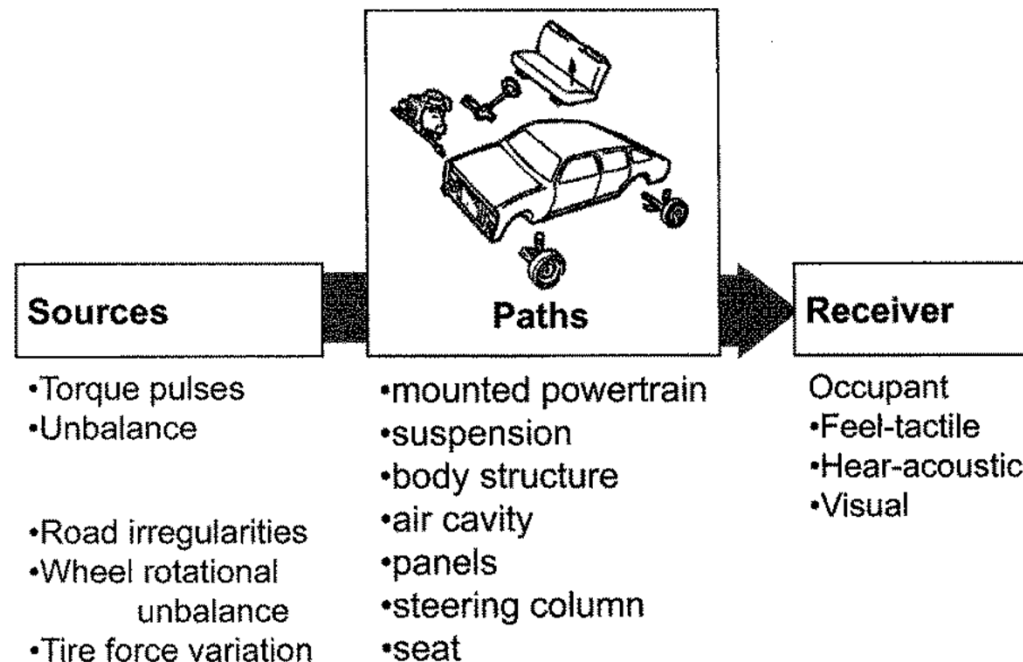 Sources
•Torque pulses
•Unbalance
•Road irregularities
•Wheel rotational
unbalance
•Tire force variation
Paths
•mounted powertrain
•suspension
•body structure
•air cavity
•panels
•steering column
•seat
Receiver
Occupant
•Feel-tactile
•Hear-acoustic
•Visual